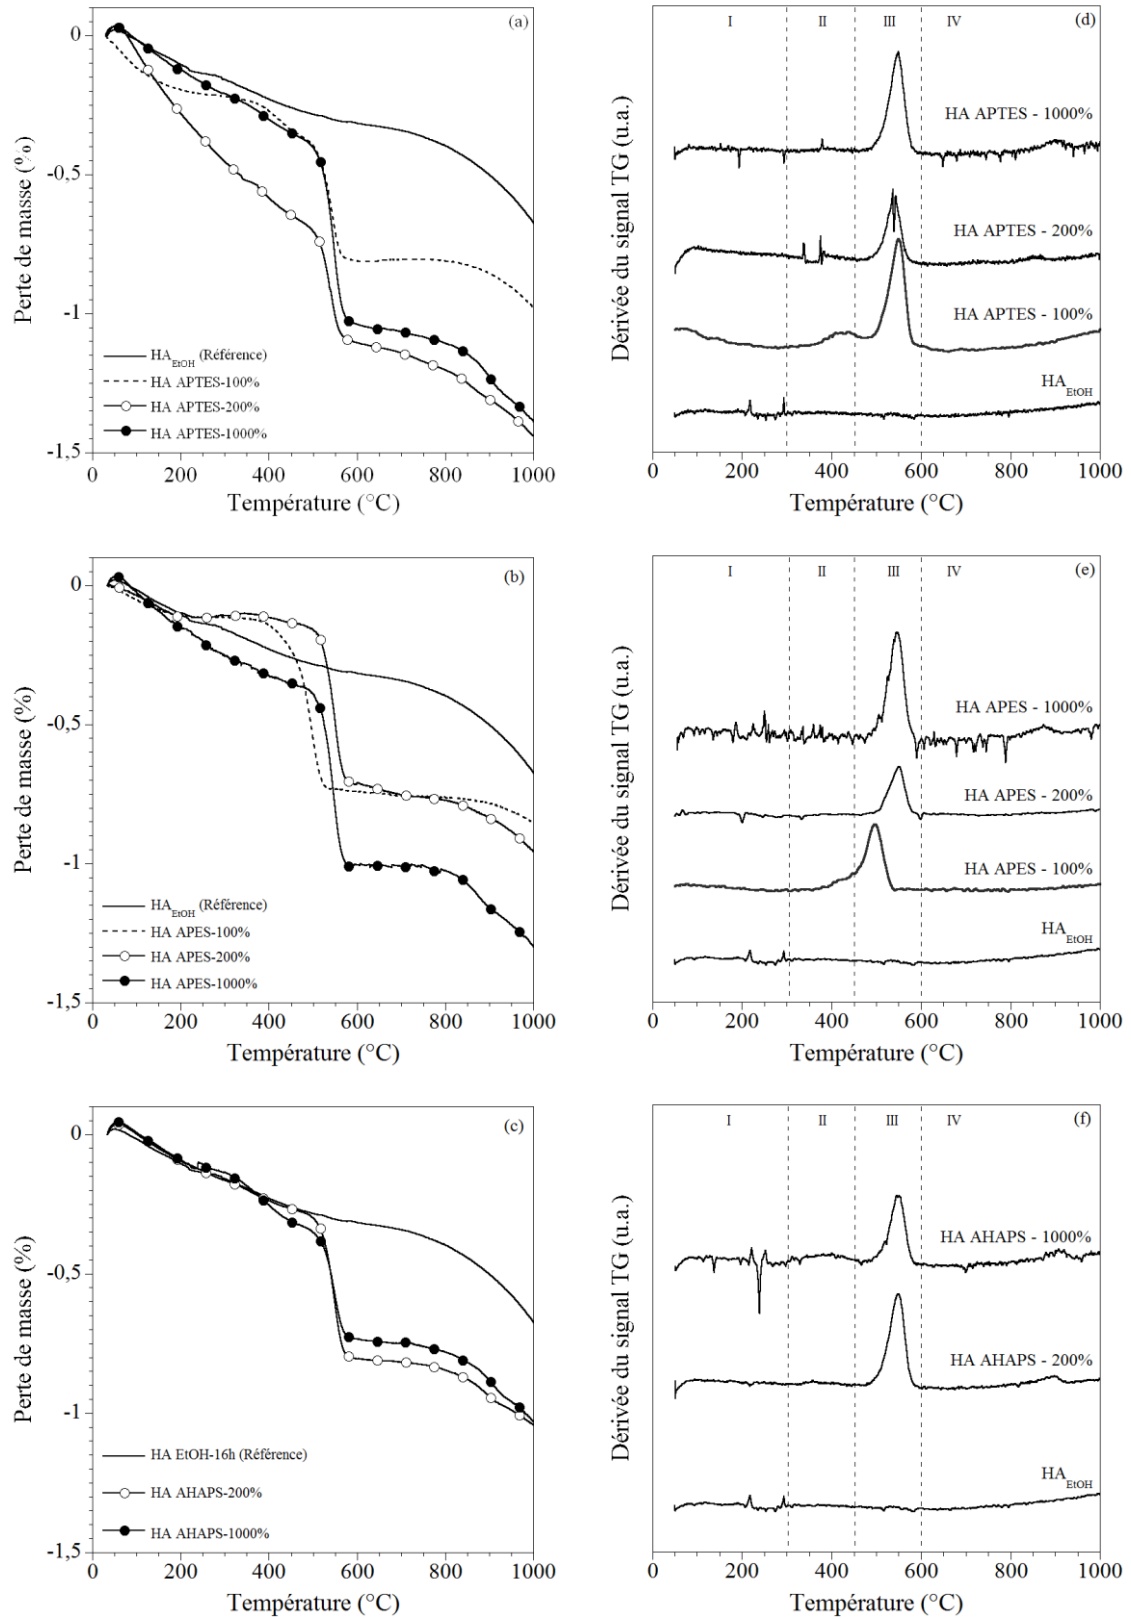 (a)
0
-0,5
-1
-1,5
Perte de masse (%)
HA EtOH (Référence)
HA APTES-100%
HA APTES-200%
HA APTES-1000%
0 200 400 600 800 1000
Température (°C)
(d)
I II III IV
HA APTES - 1000%
HA APTES - 200%
HA APTES - 100%
HA EtOH
Dérivée du signal TG (u.a.)
0 200 400 600 800 1000
Température (°C)
(b)
0
-0,5
-1
-1,5
Perte de masse (%)
HA EtOH (Référence)
HA APES-100%
HA APES-200%
HA APES-1000%
0 200 400 600 800 1000
Température (°C)
(e)
I II III IV
HA APES - 1000%
HA APES - 200%
HA APES - 100%
HA EtOH
Dérivée du signal TG (u.a.)
0 200 400 600 800 1000
Température (°C)
(c)
0
-0,5
-1
-1,5
Perte de masse (%)
HA EtOH-16h (Référence)
HA AHAPS-200%
HA AHAPS-1000%
0 200 400 600 800 1000
Température (°C)
(f)
I II III IV
HA AHAPS - 1000%
HA AHAPS - 200%
HA EtOH
Dérivée du signal TG (u.a.)
0 200 400 600 800 1000
Température (°C)